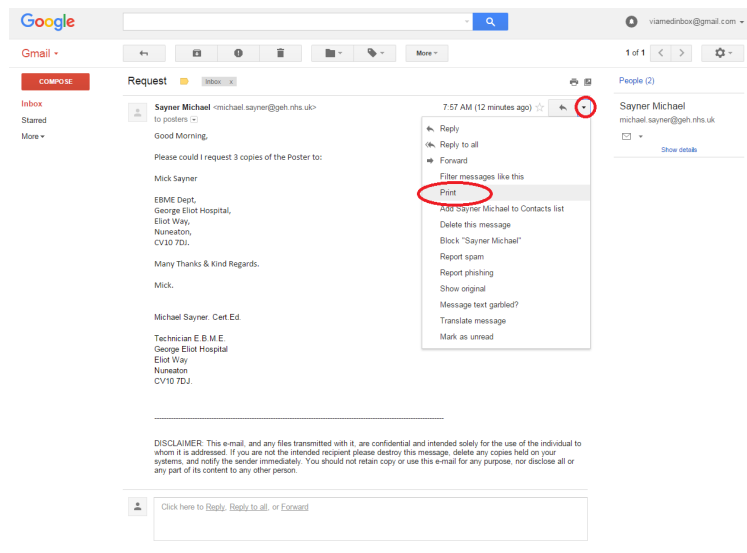 Google
viamedinbox@gmail.com
Gmail
More
1 of 1
COMPOSE
Inbox
Starred
More
Request
Inbox x
Sayner Michael <michael.sayner@geh.nhs.uk>
7:57 AM (12 minutes ago)
to posters
Good Morning,
Please could I request 3 copies of the Poster to:
Mick Sayner
EBME Dept,
George Eliot Hospital,
Eliot Way,
Nuneaton,
CV10 7DJ.
Many Thanks & Kind Regards.
Mick.
Michael Sayner. Cert.Ed.
Technician E.B.M.E.
George Eliot Hospital
Eliot Way
Nuneaton
CV10 7DJ.
DISCLAIMER: This e-mail, and any files transmitted with it, are confidential and intended solely for the use of the individual to
whom it is addressed. If you are not the intended recipient please destroy this message, delete any copies held on your
systems, and notify the sender immediately. You should not retain copy or use this e-mail for any purpose, nor disclose all or
any part of its content to any other person.
Click here to Reply, Reply to all, or Forward
Reply
Reply to all
Forward
Filter messages like this
Print
Add Sayner Michael to Contacts list
Delete this message
Block "Sayner Michael"
Report spam
Report phishing
Show original
Message text garbled?
Translate message
Mark as unread
People (2)
Sayner Michael
michael.sayner@geh.nhs.uk
Show details